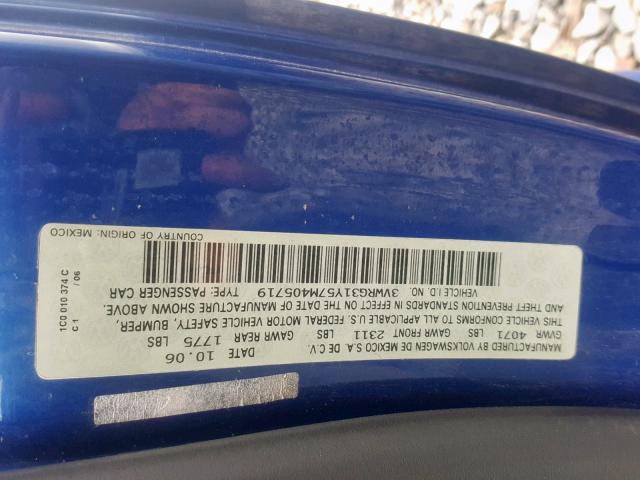 MANUFACTURED BY VOLKSWAGEN DE MEXICO S.A. DE C.V. DATE 10.06
GVWR 4071 LBS GAWR FRONT 2311 LBS GAWR REAR 1775 LBS
THIS VEHICLE CONFORMS TO ALL APPLICABLE U.S. FEDERAL MOTOR VEHICLE SAFETY, BUMPER,
AND THEFT PREVENTION STANDARDS IN EFFECT ON THE DATE OF MANUFACTURE SHOWN ABOVE.
VEHICLE I.D. NO. 3VWRG31Y57M405719 TYPE: PASSENGER CAR
COUNTRY OF ORIGIN: MEXICO
1C0 010 374 C
C 1 / 06